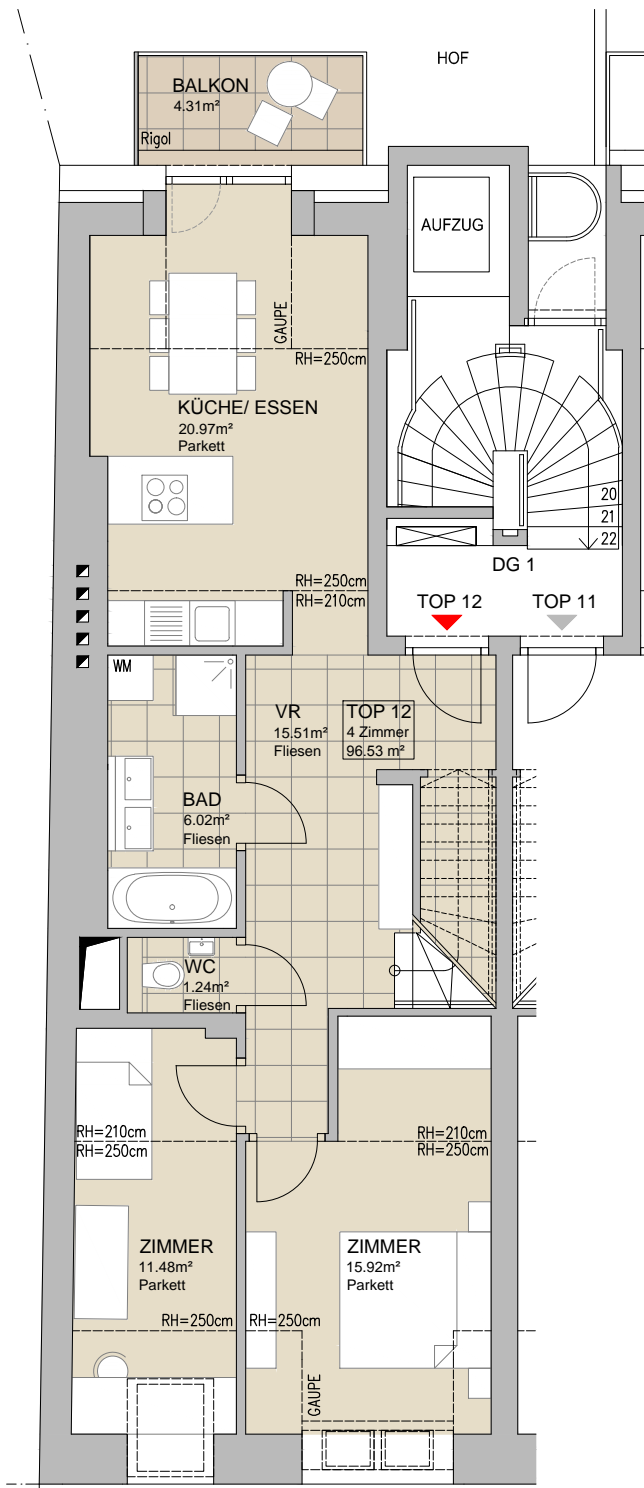 HOF
BALKON
4.31m²
Rigol
AUFZUG
GAUPE
RH=250cm
KÜCHE/ ESSEN
20.97m²
Parkett
20
21
22
DG 1
RH=250cm
RH=210cm
TOP 12
TOP 11
WM
VR
15.51m²
Fliesen
TOP 12
4 Zimmer
96.53 m²
BAD
6.02m²
Fliesen
WC
1.24m²
Fliesen
RH=210cm
RH=250cm
RH=210cm
RH=250cm
ZIMMER
11.48m²
Parkett
ZIMMER
15.92m²
Parkett
RH=250cm
RH=250cm
GAUPE